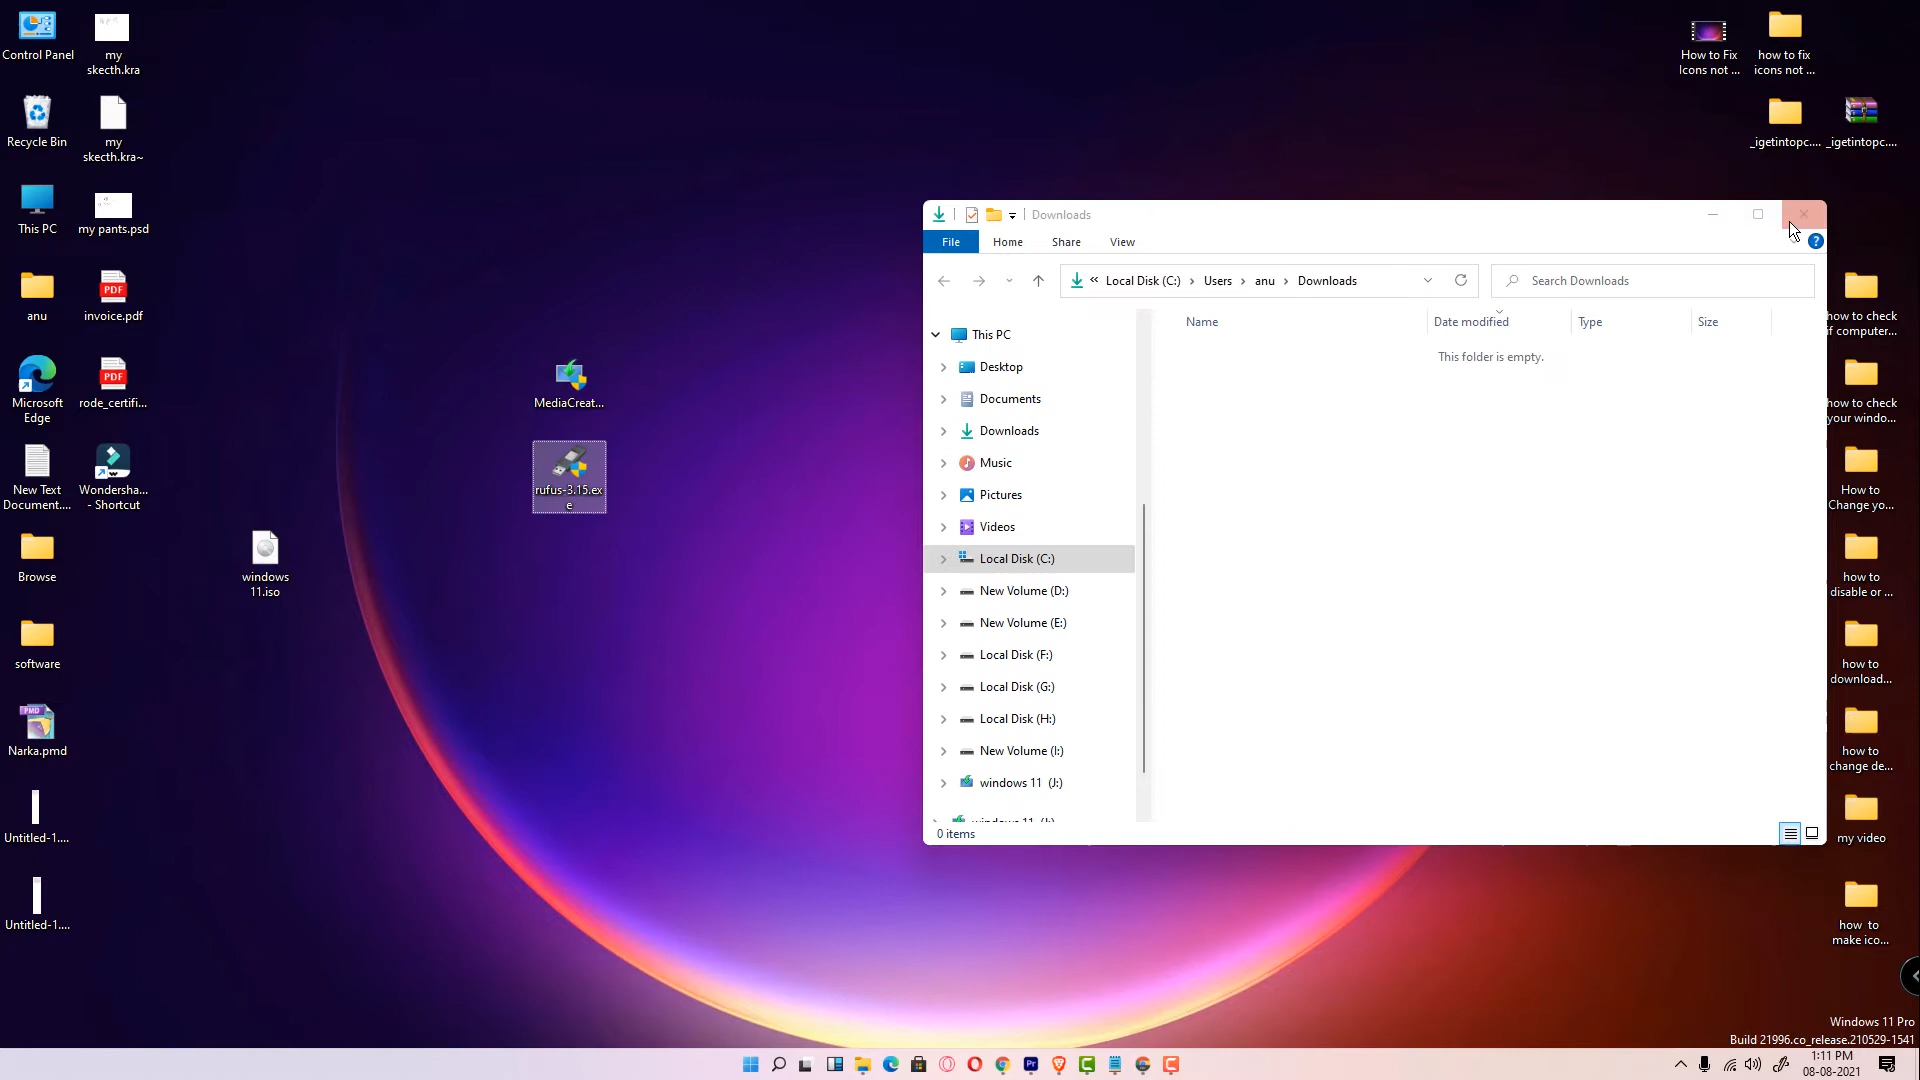 Control Panel
my
skecth.kra
Recycle Bin
my
skecth.kra~
This PC
my pants.psd
anu
PDF
invoice.pdf
Microsoft
Edge
PDF
rode_certifi...
New Text
Document....
Wondersha...
- Shortcut
Browse
windows
11.iso
software
PMD
Narka.pmd
Untitled-1....
Untitled-1....
MediaCreat...
rufus-3.15.ex
e
How to Fix
Icons not ...
how to fix
icons not ...
_igetintopc....
_igetintopc....
Downloads
File
Home
Share
View
?
«
Local Disk (C:)
Users
anu
Downloads
Search Downloads
Name
Date modified
Type
Size
This folder is empty.
This PC
Desktop
Documents
Downloads
Music
Pictures
Videos
Local Disk (C:)
New Volume (D:)
New Volume (E:)
Local Disk (F:)
Local Disk (G:)
Local Disk (H:)
New Volume (I:)
windows 11 (J:)
windows 11 (J:)
0 items
how to check
if computer...
how to check
your windo...
How to
Change yo...
how to
disable or ...
how to
download...
how to
change de...
my video
how to
make ico...
Windows 11 Pro
Build 21996.co_release.210529-1541
Pr
1:11 PM
08-08-2021